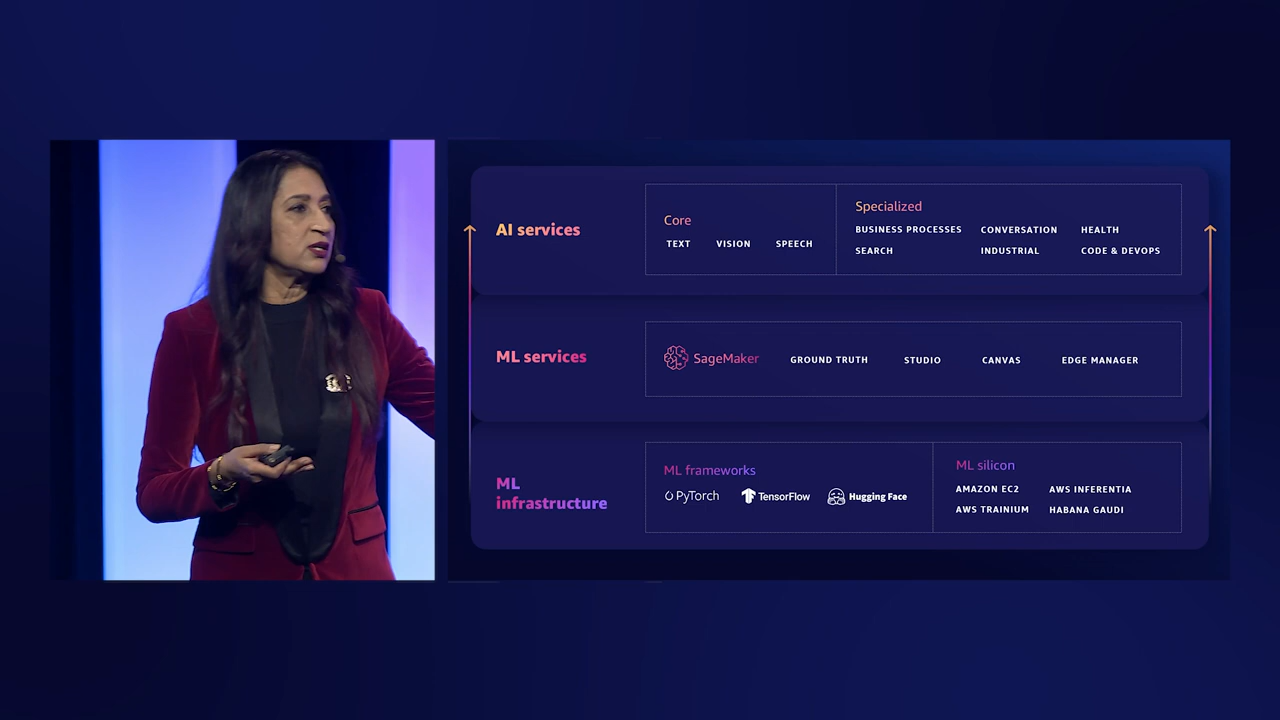 AI services
Core
TEXT VISION SPEECH
Specialized
BUSINESS PROCESSES CONVERSATION HEALTH
SEARCH INDUSTRIAL CODE & DEVOPS
ML services
SageMaker GROUND TRUTH STUDIO CANVAS EDGE MANAGER
ML
infrastructure
ML frameworks
PyTorch TensorFlow Hugging Face
ML silicon
AMAZON EC2 AWS INFERENTIA
AWS TRAINIUM HABANA GAUDI